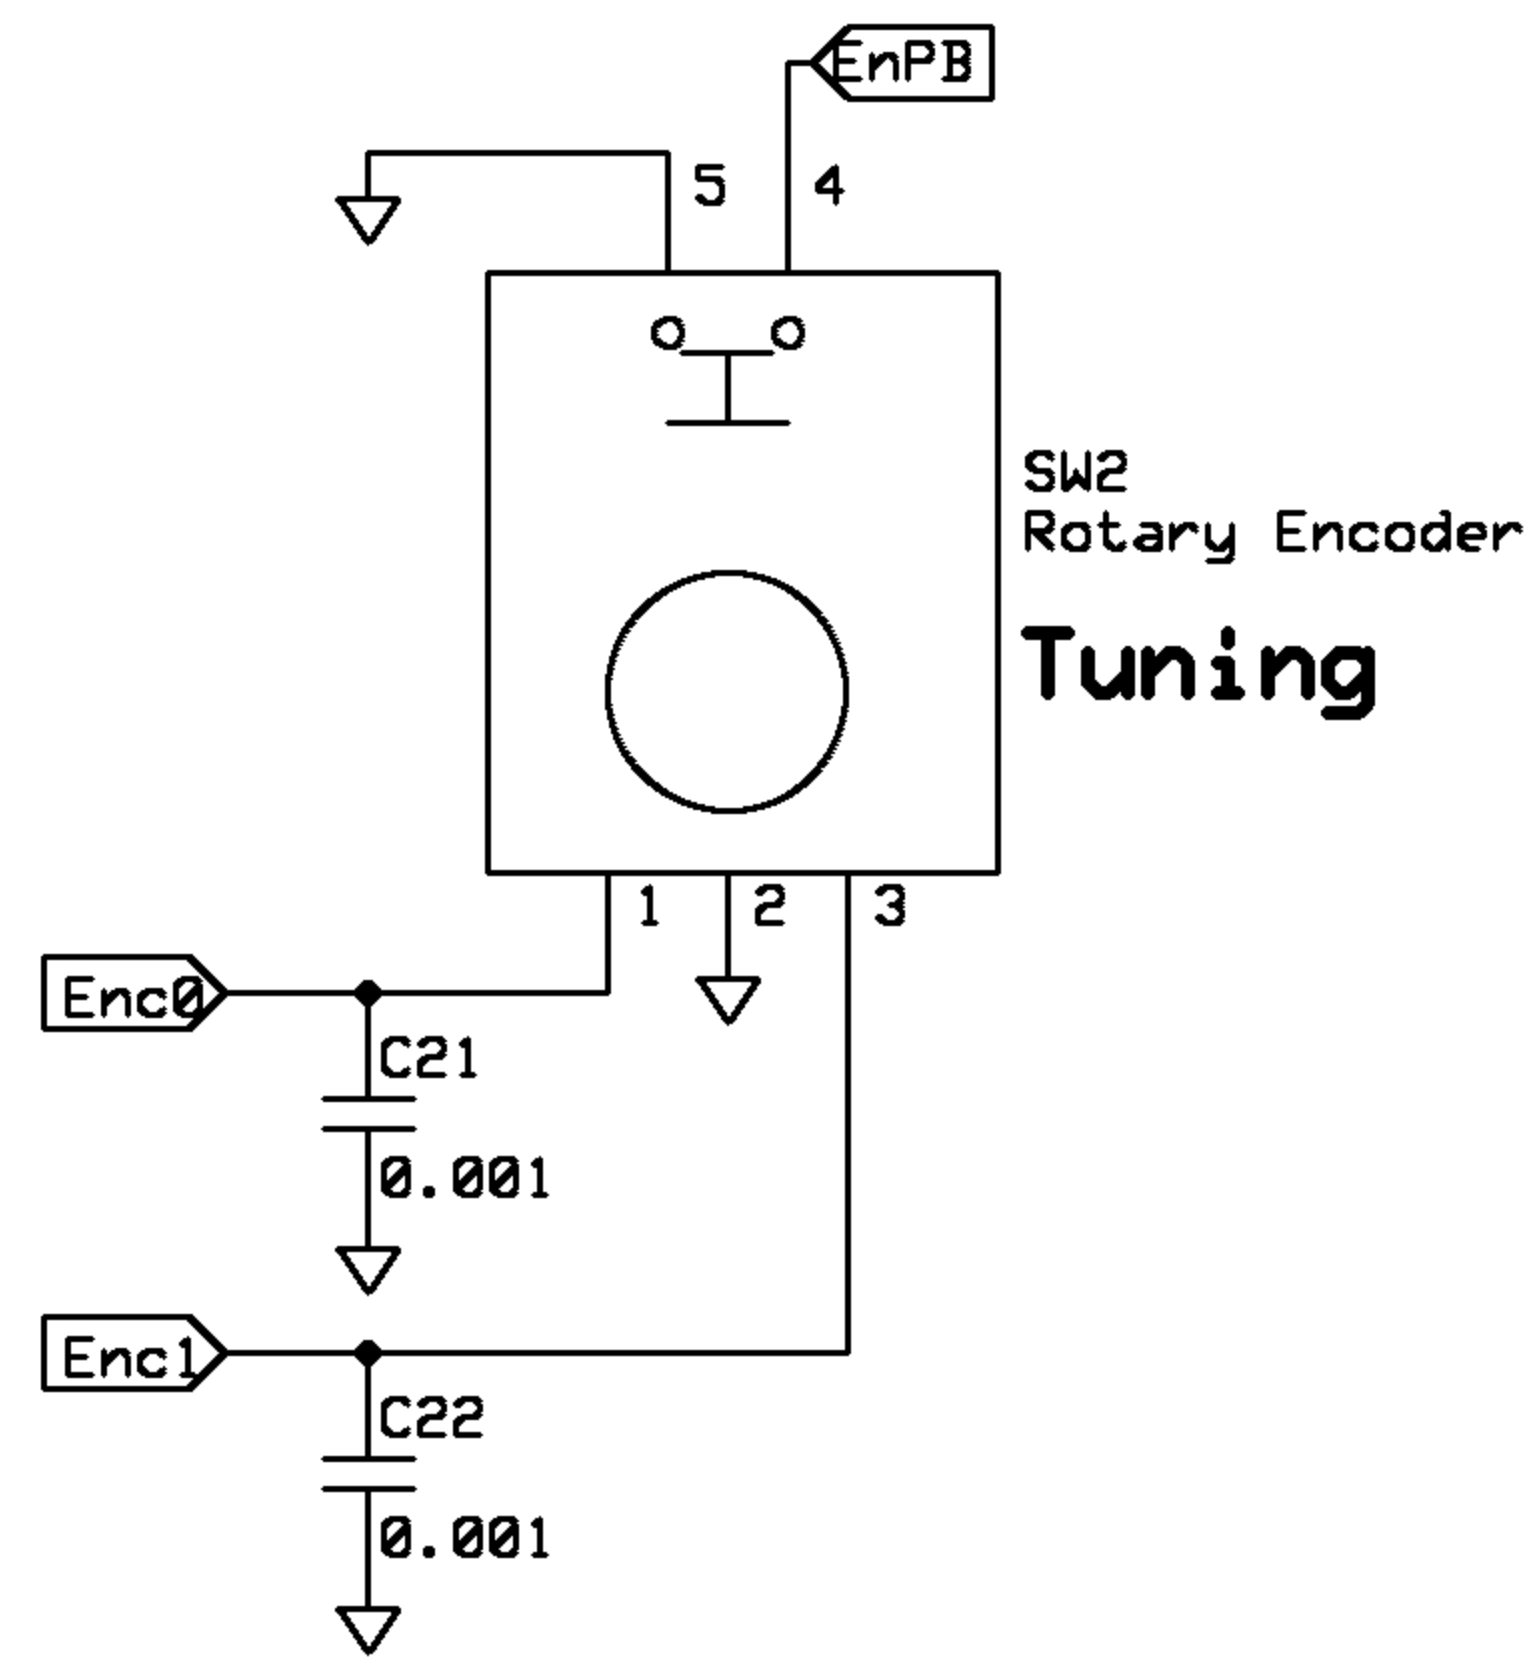 EnPB
5 4
SW2
Rotary Encoder
Tuning
1 2 3
Enc0
C21
0.001
Enc1
C22
0.001